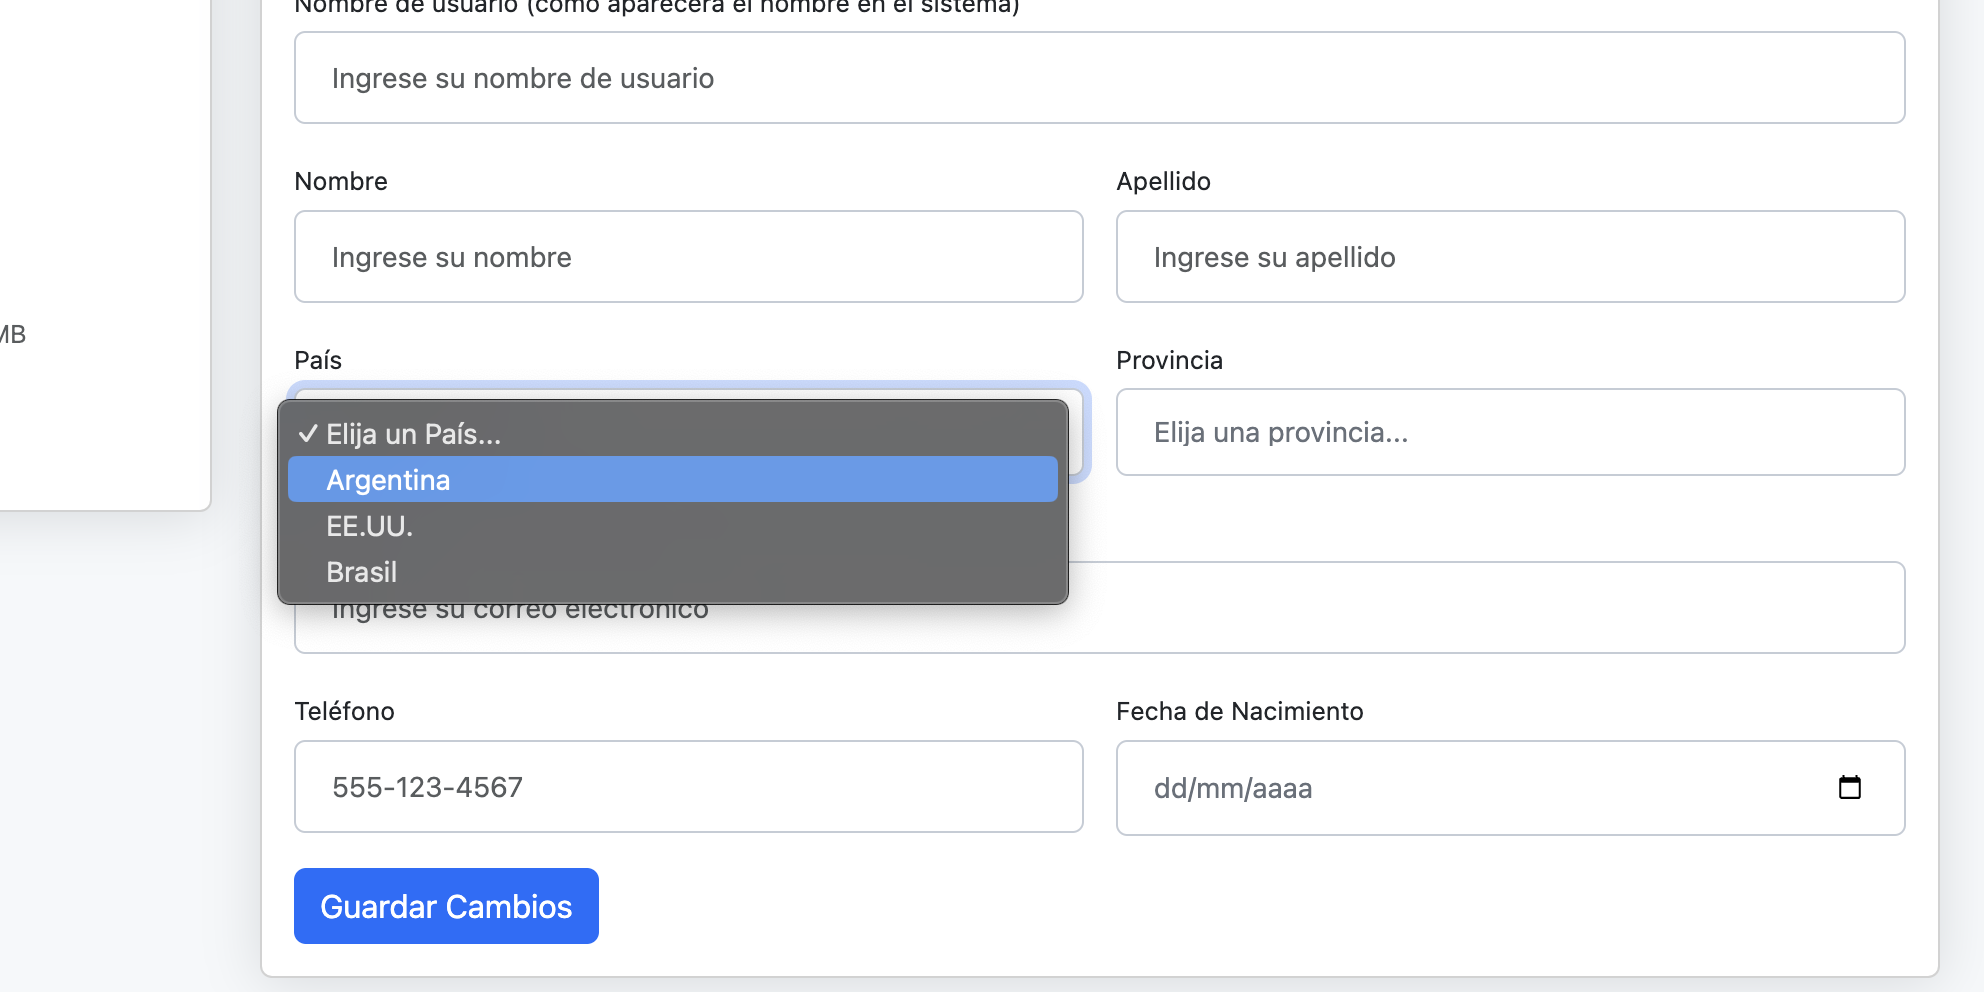 Nombre de usuario (cómo aparecerá el nombre en el sistema)
Ingrese su nombre de usuario
Nombre
Apellido
Ingrese su nombre
Ingrese su apellido
MB
País
Provincia
✓ Elija un País...
Elija una provincia...
Argentina
EE.UU.
Brasil
Ingrese su correo electrónico
Teléfono
Fecha de Nacimiento
555-123-4567
dd/mm/aaaa
Guardar Cambios